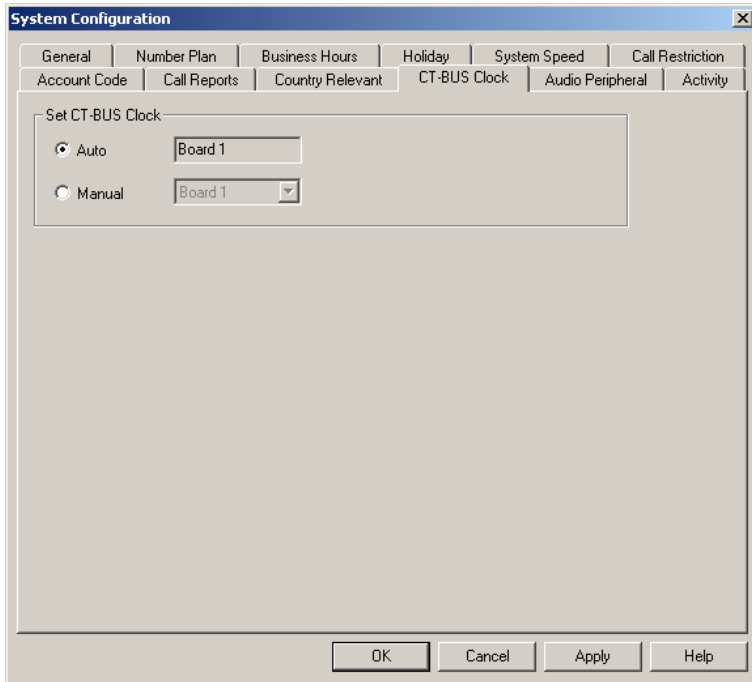 System Configuration
General Number Plan Business Hours Holiday System Speed Call Restriction
Account Code Call Reports Country Relevant CT-BUS Clock Audio Peripheral Activity
Set CT-BUS Clock
Auto Board 1
Manual Board 1
OK Cancel Apply Help